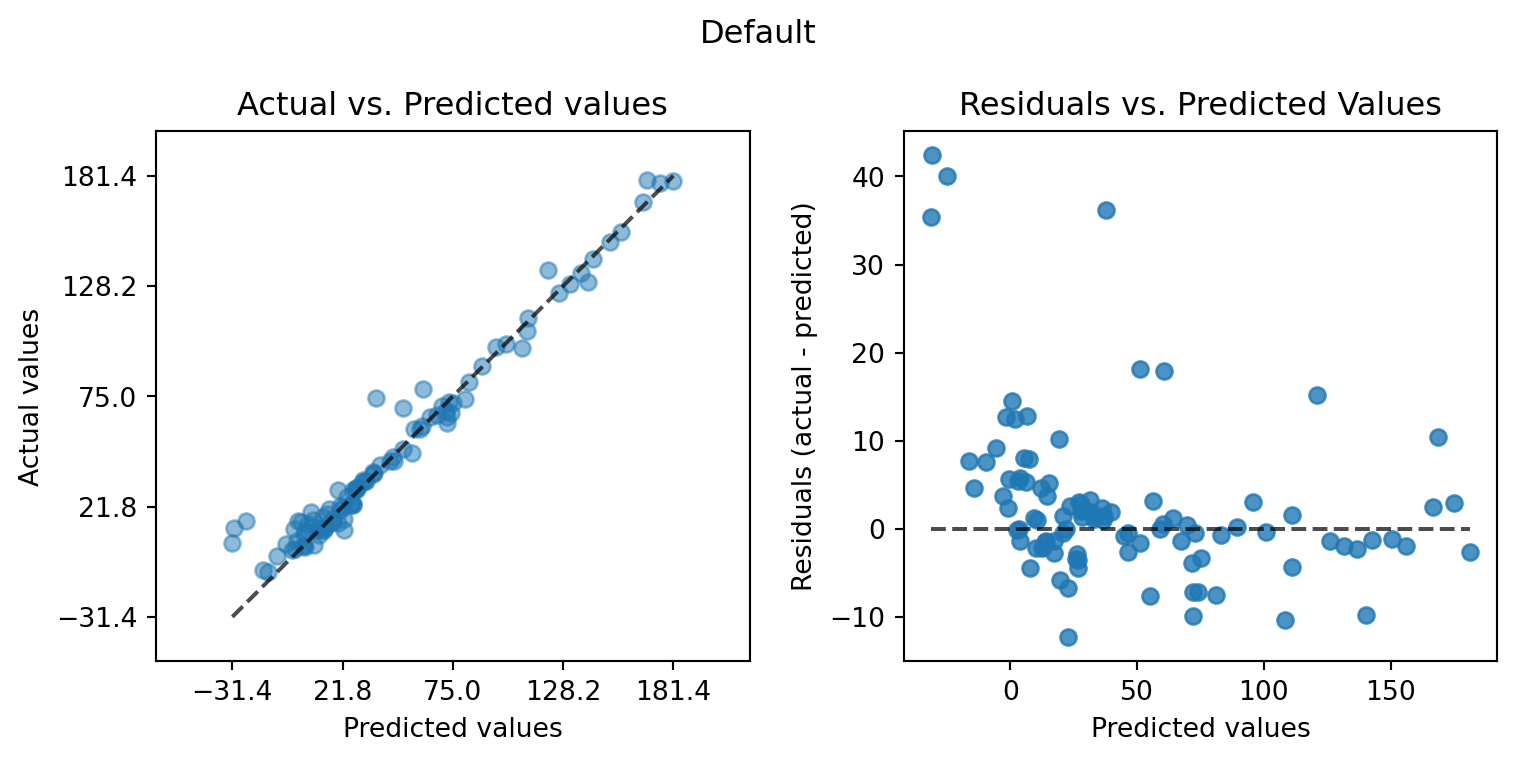 Default
Actual vs. Predicted values
Actual values
181.4
128.2
75.0
21.8
−31.4
−31.4 21.8 75.0 128.2 181.4
Predicted values
Residuals vs. Predicted Values
Residuals (actual - predicted)
40
30
20
10
0
−10
0 50 100 150
Predicted values